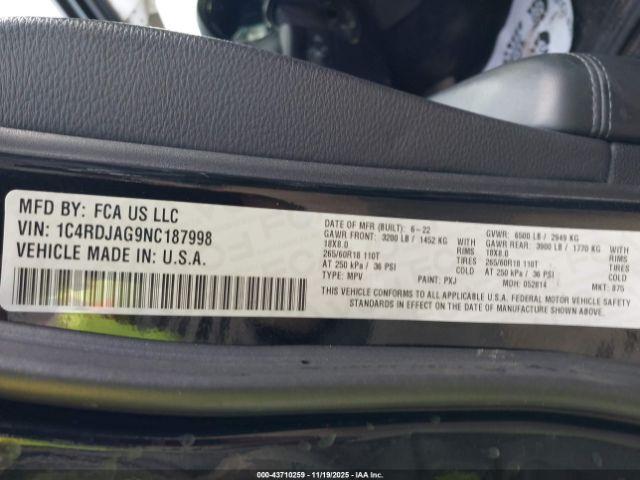 MFD BY: FCA US LLC
VIN: 1C4RDJAG9NC187998
VEHICLE MADE IN: U.S.A.
DATE OF MFR (BUILT): 6-22 GVWR: 6500 LB / 2949 KG
GAWR FRONT: 3200 LB / 1452 KG WITH GAWR REAR: 3900 LB / 1770 KG WITH
18X8.0 RIMS 18X8.0 RIMS
265/60R18 110T TIRES 265/60R18 110T TIRES
AT 250 kPa / 36 PSI COLD AT 250 kPa / 36 PSI COLD
TYPE: MPV PAINT: PXJ MDH: 052814 MKT: 875
THIS VEHICLE CONFORMS TO ALL APPLICABLE U.S.A. FEDERAL MOTOR VEHICLE SAFETY
STANDARDS IN EFFECT ON THE DATE OF MANUFACTURE SHOWN ABOVE.
000-43710259 | 11/19/2025 | IAA Inc.